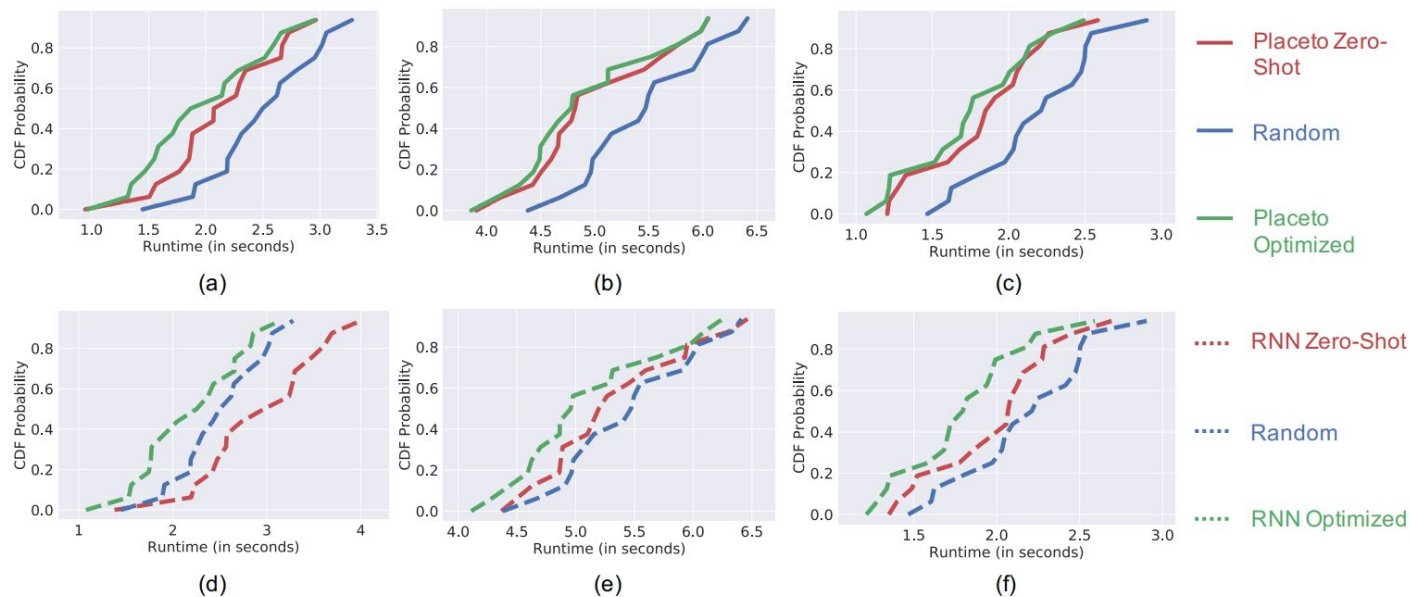 CDF Probability
0.8
0.6
0.4
0.2
0.0
1.0 1.5 2.0 2.5 3.0 3.5
Runtime (in seconds)
(a)
CDF Probability
0.8
0.6
0.4
0.2
0.0
4.0 4.5 5.0 5.5 6.0 6.5
Runtime (in seconds)
(b)
CDF Probability
0.8
0.6
0.4
0.2
0.0
1.0 1.5 2.0 2.5 3.0
Runtime (in seconds)
(c)
Placeto Zero-
Shot
Random
Placeto
Optimized
CDF Probability
0.8
0.6
0.4
0.2
0.0
1 2 3 4
Runtime (in seconds)
(d)
CDF Probability
0.8
0.6
0.4
0.2
0.0
4.0 4.5 5.0 5.5 6.0 6.5
Runtime (in seconds)
(e)
CDF Probability
0.8
0.6
0.4
0.2
0.0
1.5 2.0 2.5 3.0
Runtime (in seconds)
(f)
RNN Zero-Shot
Random
RNN Optimized